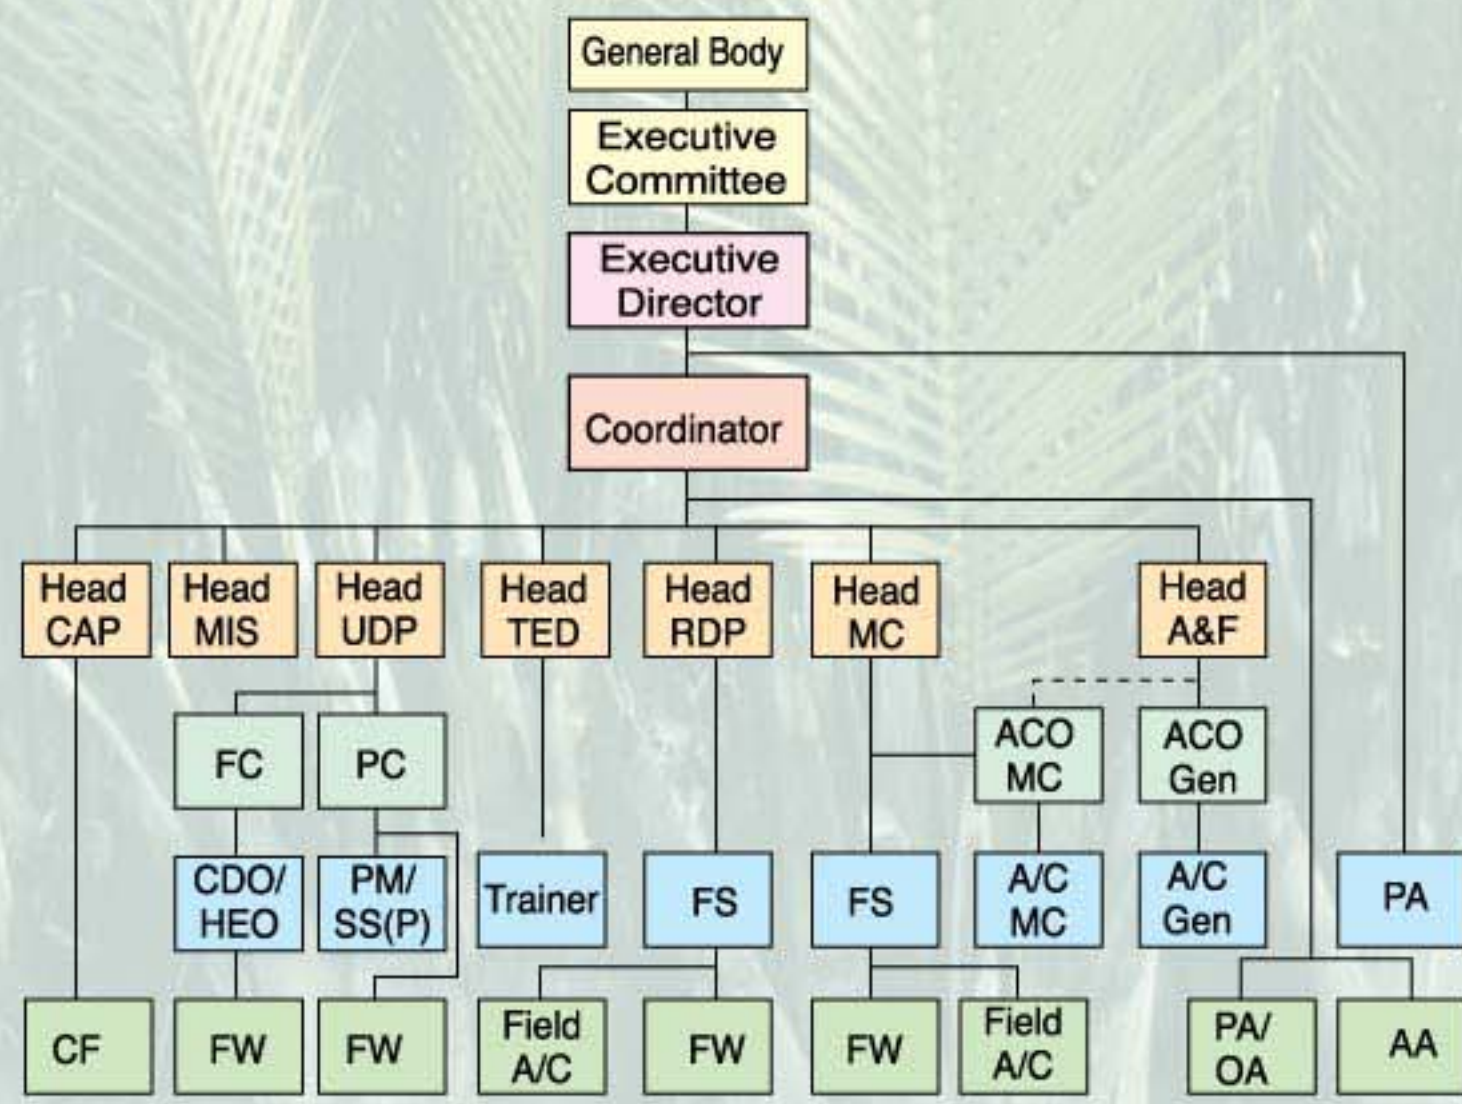 General Body
Executive
Committee
Executive
Director
Coordinator
Head
CAP
Head
MIS
Head
UDP
Head
TED
Head
RDP
Head
MC
Head
A&F
FC
PC
ACO
MC
ACO
Gen
CDO/
HEO
PM/
SS(P)
Trainer
FS
FS
A/C
MC
A/C
Gen
PA
CF
FW
FW
Field
A/C
FW
FW
Field
A/C
PA/
OA
AA